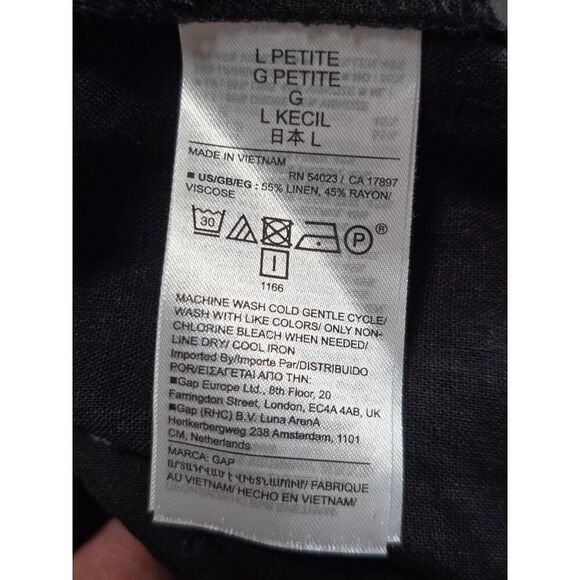 L PETITE
G PETITE
G
L KECIL
日本 L
MADE IN VIETNAM
RN 54023 / CA 17897
■ US/GB/EG : 55% LINEN, 45% RAYON/
VISCOSE
30
P ®
1166
MACHINE WASH COLD GENTLE CYCLE/
WASH WITH LIKE COLORS/ ONLY NON-
CHLORINE BLEACH WHEN NEEDED/
LINE DRY/ COOL IRON
Imported By/Importe Par/DISTRIBUIDO
POR/ΕΙΣΑΓΕΤΑΙ ΑΠΟ ΤΗΝ:
■Gap Europe Ltd., 8th Floor, 20
Farringdon Street, London, EC4A 4AB, UK
■Gap (RHC) B.V. Luna ArenA
Herikerbergweg 238 Amsterdam, 1101
CM, Netherlands
MARCA: GAP
ԱՐՏԱԴՐՎԱԾ Է ՎԻԵՏՆԱՄՈՒՄ/ FABRIQUE
AU VIETNAM/ HECHO EN VIETNAM/